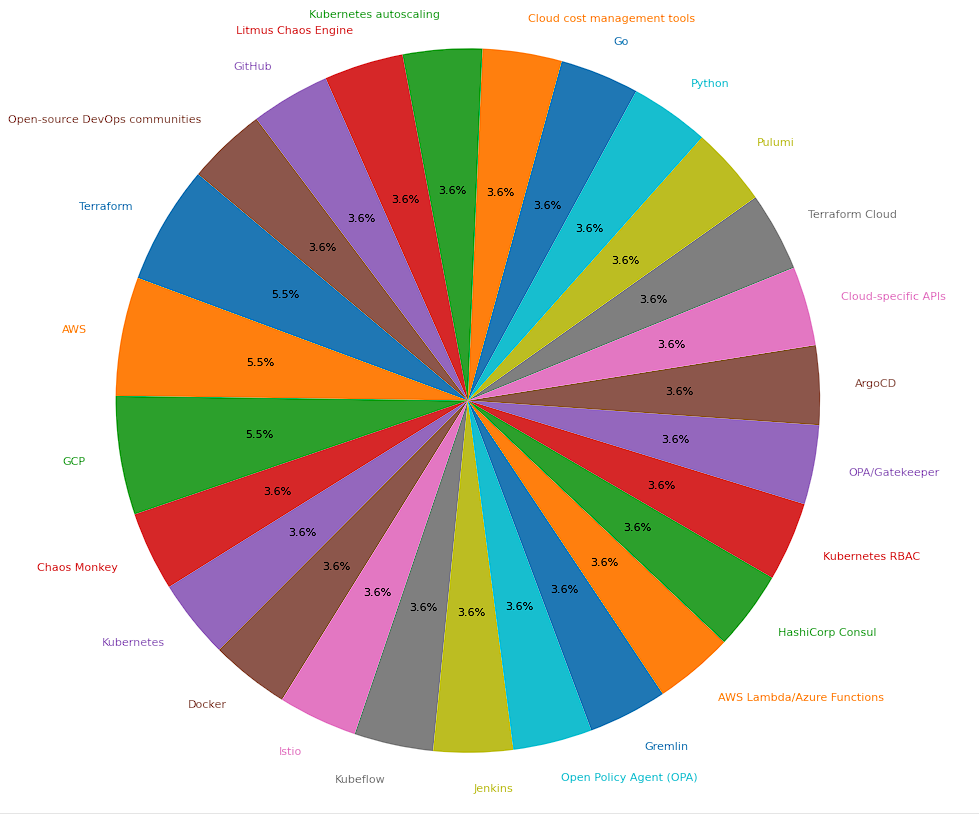 Kubernetes autoscaling
Cloud cost management tools
Litmus Chaos Engine
Go
GitHub
Python
Open-source DevOps communities
Pulumi
Terraform
Terraform Cloud
Cloud-specific APIs
AWS
ArgoCD
GCP
OPA/Gatekeeper
Chaos Monkey
Kubernetes RBAC
Kubernetes
HashiCorp Consul
Docker
AWS Lambda/Azure Functions
Istio
Gremlin
Kubeflow
Open Policy Agent (OPA)
Jenkins
3.6%
3.6%
3.6%
3.6%
3.6%
3.6%
3.6%
3.6%
3.6%
5.5%
3.6%
3.6%
5.5%
3.6%
5.5%
3.6%
3.6%
3.6%
3.6%
3.6%
3.6%
3.6%
3.6%
3.6%
3.6%
3.6%